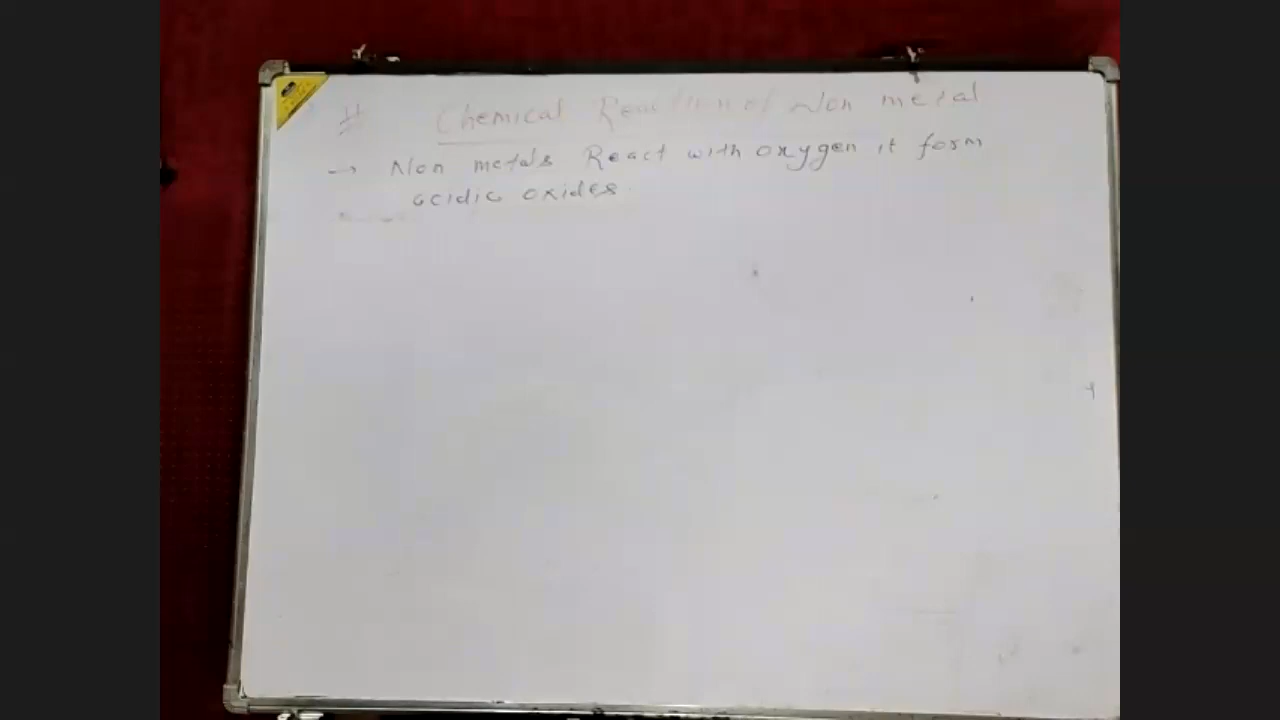 # Chemical Reaction of Non metal
→ Non metals React with oxygen it form
acidic oxides.